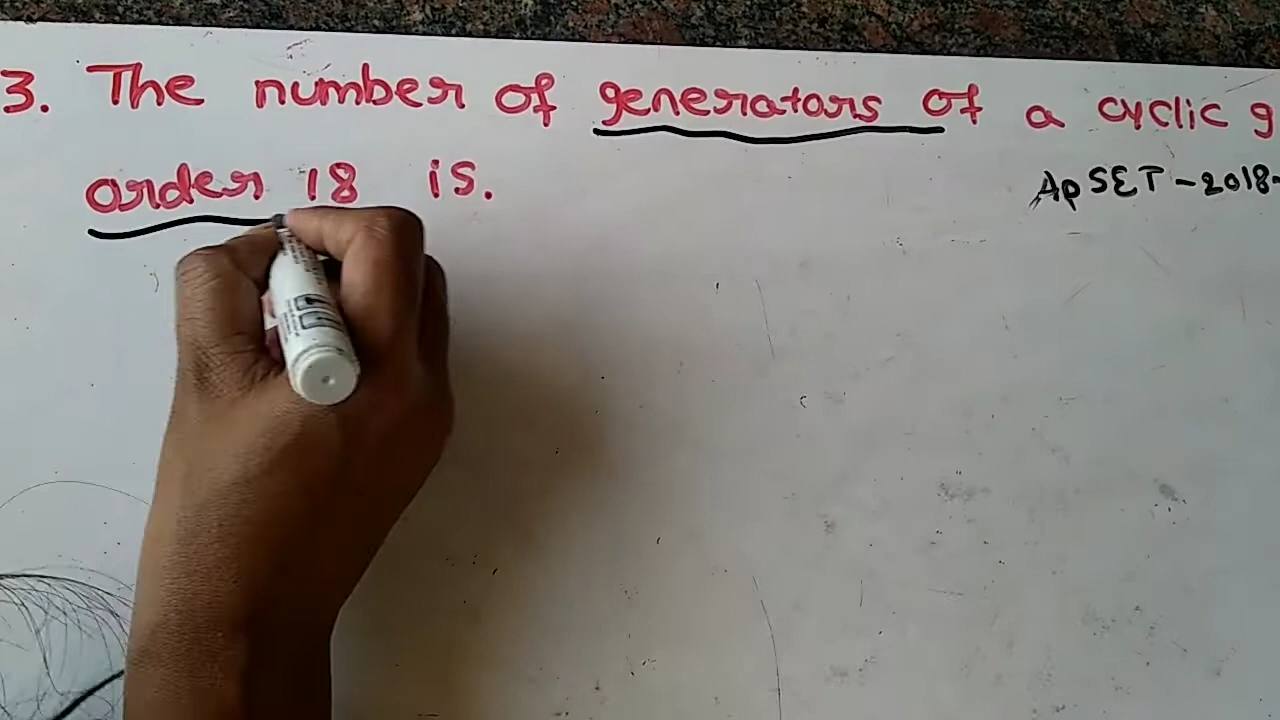 3. The number of generators of a cyclic g
order 18 is.
ApSET-2018-